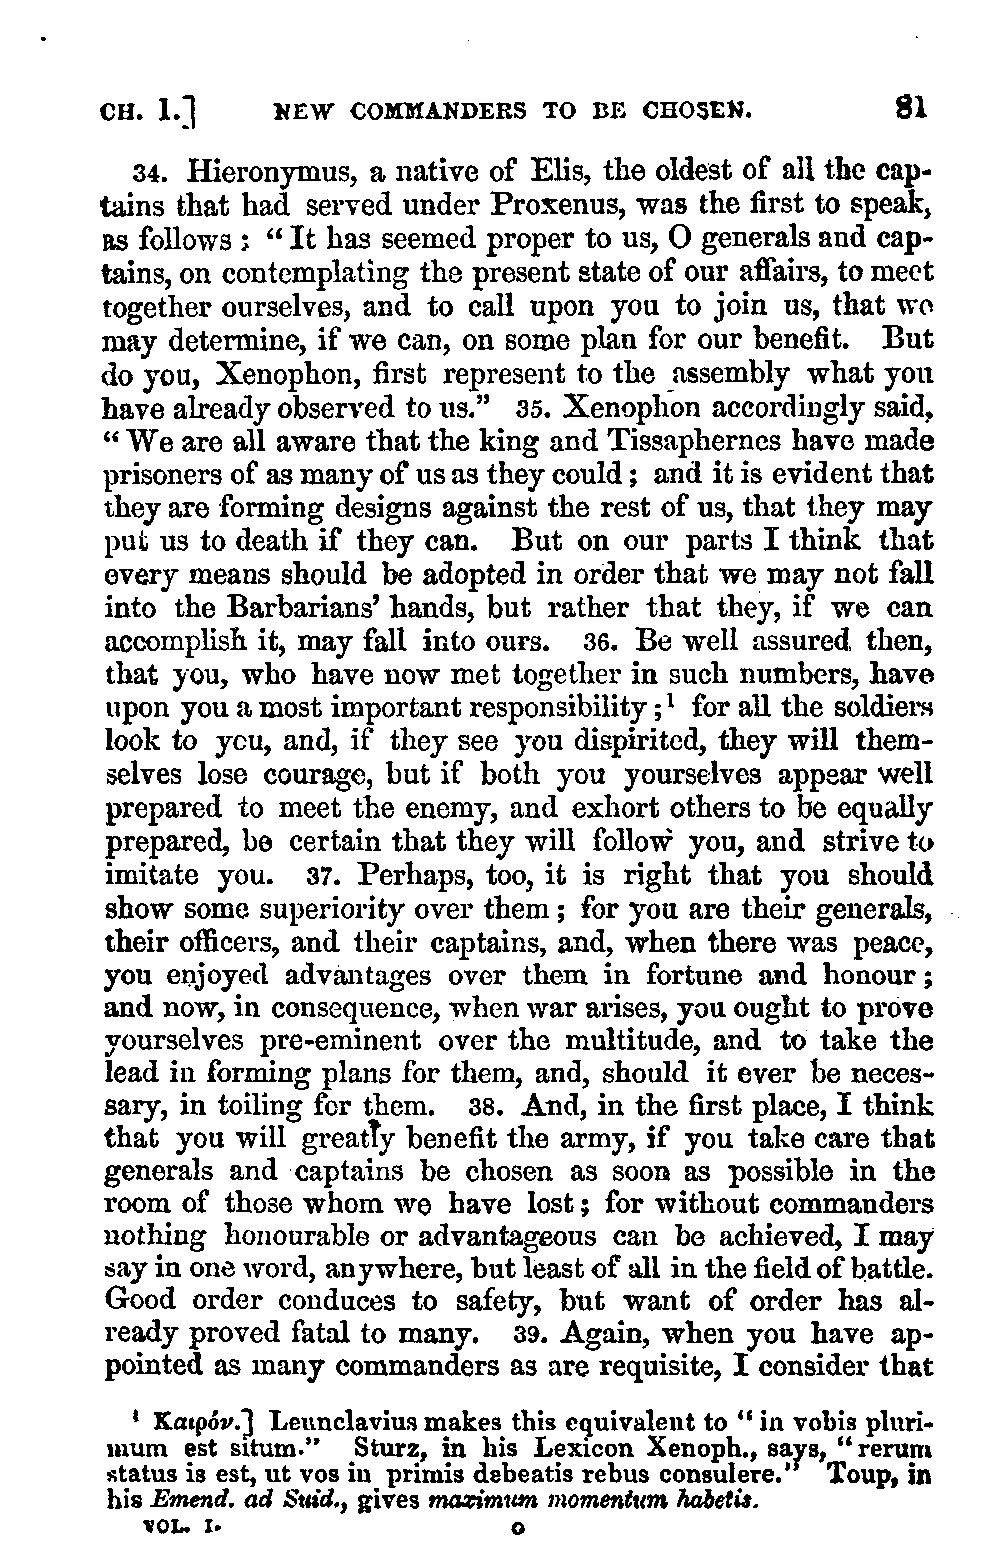 CH. 1.] NEW COMMANDERS TO BE CHOSEN. 81
34. Hieronymus, a native of Elis, the oldest of all the cap-
tains that had served under Proxenus, was the first to speak,
as follows: “It has seemed proper to us, O generals and cap-
tains, on contemplating the present state of our affairs, to meet
together ourselves, and to call upon you to join us, that we
may determine, if we can, on some plan for our benefit. But
do you, Xenophon, first represent to the assembly what you
have already observed to us.” 35. Xenophon accordingly said,
“We are all aware that the king and Tissaphernes have made
prisoners of as many of us as they could; and it is evident that
they are forming designs against the rest of us, that they may
put us to death if they can. But on our parts I think that
every means should be adopted in order that we may not fall
into the Barbarians’ hands, but rather that they, if we can
accomplish it, may fall into ours. 36. Be well assured then,
that you, who have now met together in such numbers, have
upon you a most important responsibility;¹ for all the soldiers
look to you, and, if they see you dispirited, they will them-
selves lose courage, but if both you yourselves appear well
prepared to meet the enemy, and exhort others to be equally
prepared, be certain that they will follow you, and strive to
imitate you. 37. Perhaps, too, it is right that you should
show some superiority over them; for you are their generals,
their officers, and their captains, and, when there was peace,
you enjoyed advantages over them in fortune and honour;
and now, in consequence, when war arises, you ought to prove
yourselves pre-eminent over the multitude, and to take the
lead in forming plans for them, and, should it ever be neces-
sary, in toiling for them. 38. And, in the first place, I think
that you will greatly benefit the army, if you take care that
generals and captains be chosen as soon as possible in the
room of those whom we have lost; for without commanders
nothing honourable or advantageous can be achieved, I may
say in one word, anywhere, but least of all in the field of battle.
Good order conduces to safety, but want of order has al-
ready proved fatal to many. 39. Again, when you have ap-
pointed as many commanders as are requisite, I consider that
¹ Καιρόν.] Leunclavius makes this equivalent to “in vobis pluri-
mum est situm.” Sturz, in his Lexicon Xenoph., says, “rerum
status is est, ut vos in primis debeatis rebus consulere.” Toup, in
his Emend. ad Suid., gives maximum momentum habetis.
VOL. I. G